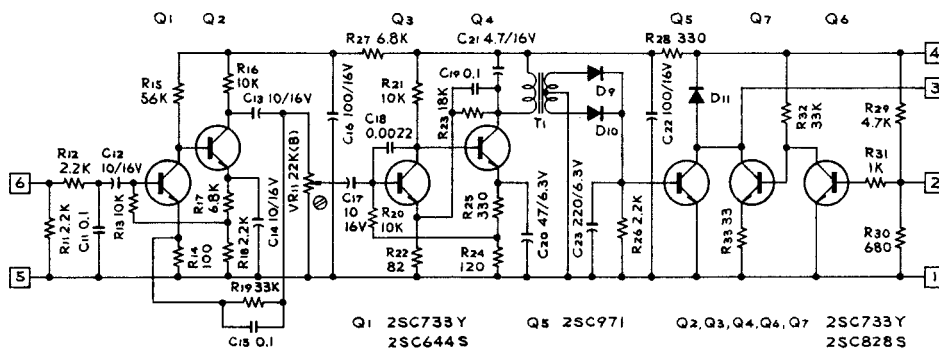 Q1 Q2 Q3 Q4 Q5 Q7 Q6
R27 6.8K
C21 4.7/16V
R28 330
R15 56K
R16 10K
C13 10/16V
C16 100/16V
R21 10K
C18 0.0022
C19 0.1
R23 18K
T1
D9
D10
C22 100/16V
D11
R32 33K
R29 4.7K
4
3
6
R12 2.2K
C12 10/16V
VR11 22K(B)
R31 1K
2
R11 2.2K
C11 0.1
R13 10K
R17 6.8K
C14 10/16V
C17 10 16V
R20 10K
R25 330
C20 47/6.3V
C23 220/6.3V
R26 2.2K
R33 33
R30 680
R14 100
R18 2.2K
R22 82
R24 120
5
1
R19 33K
C15 0.1
Q1 2SC733Y
2SC644S
Q5 2SC971
Q2,Q3,Q4,Q6,Q7 2SC733Y
2SC828S